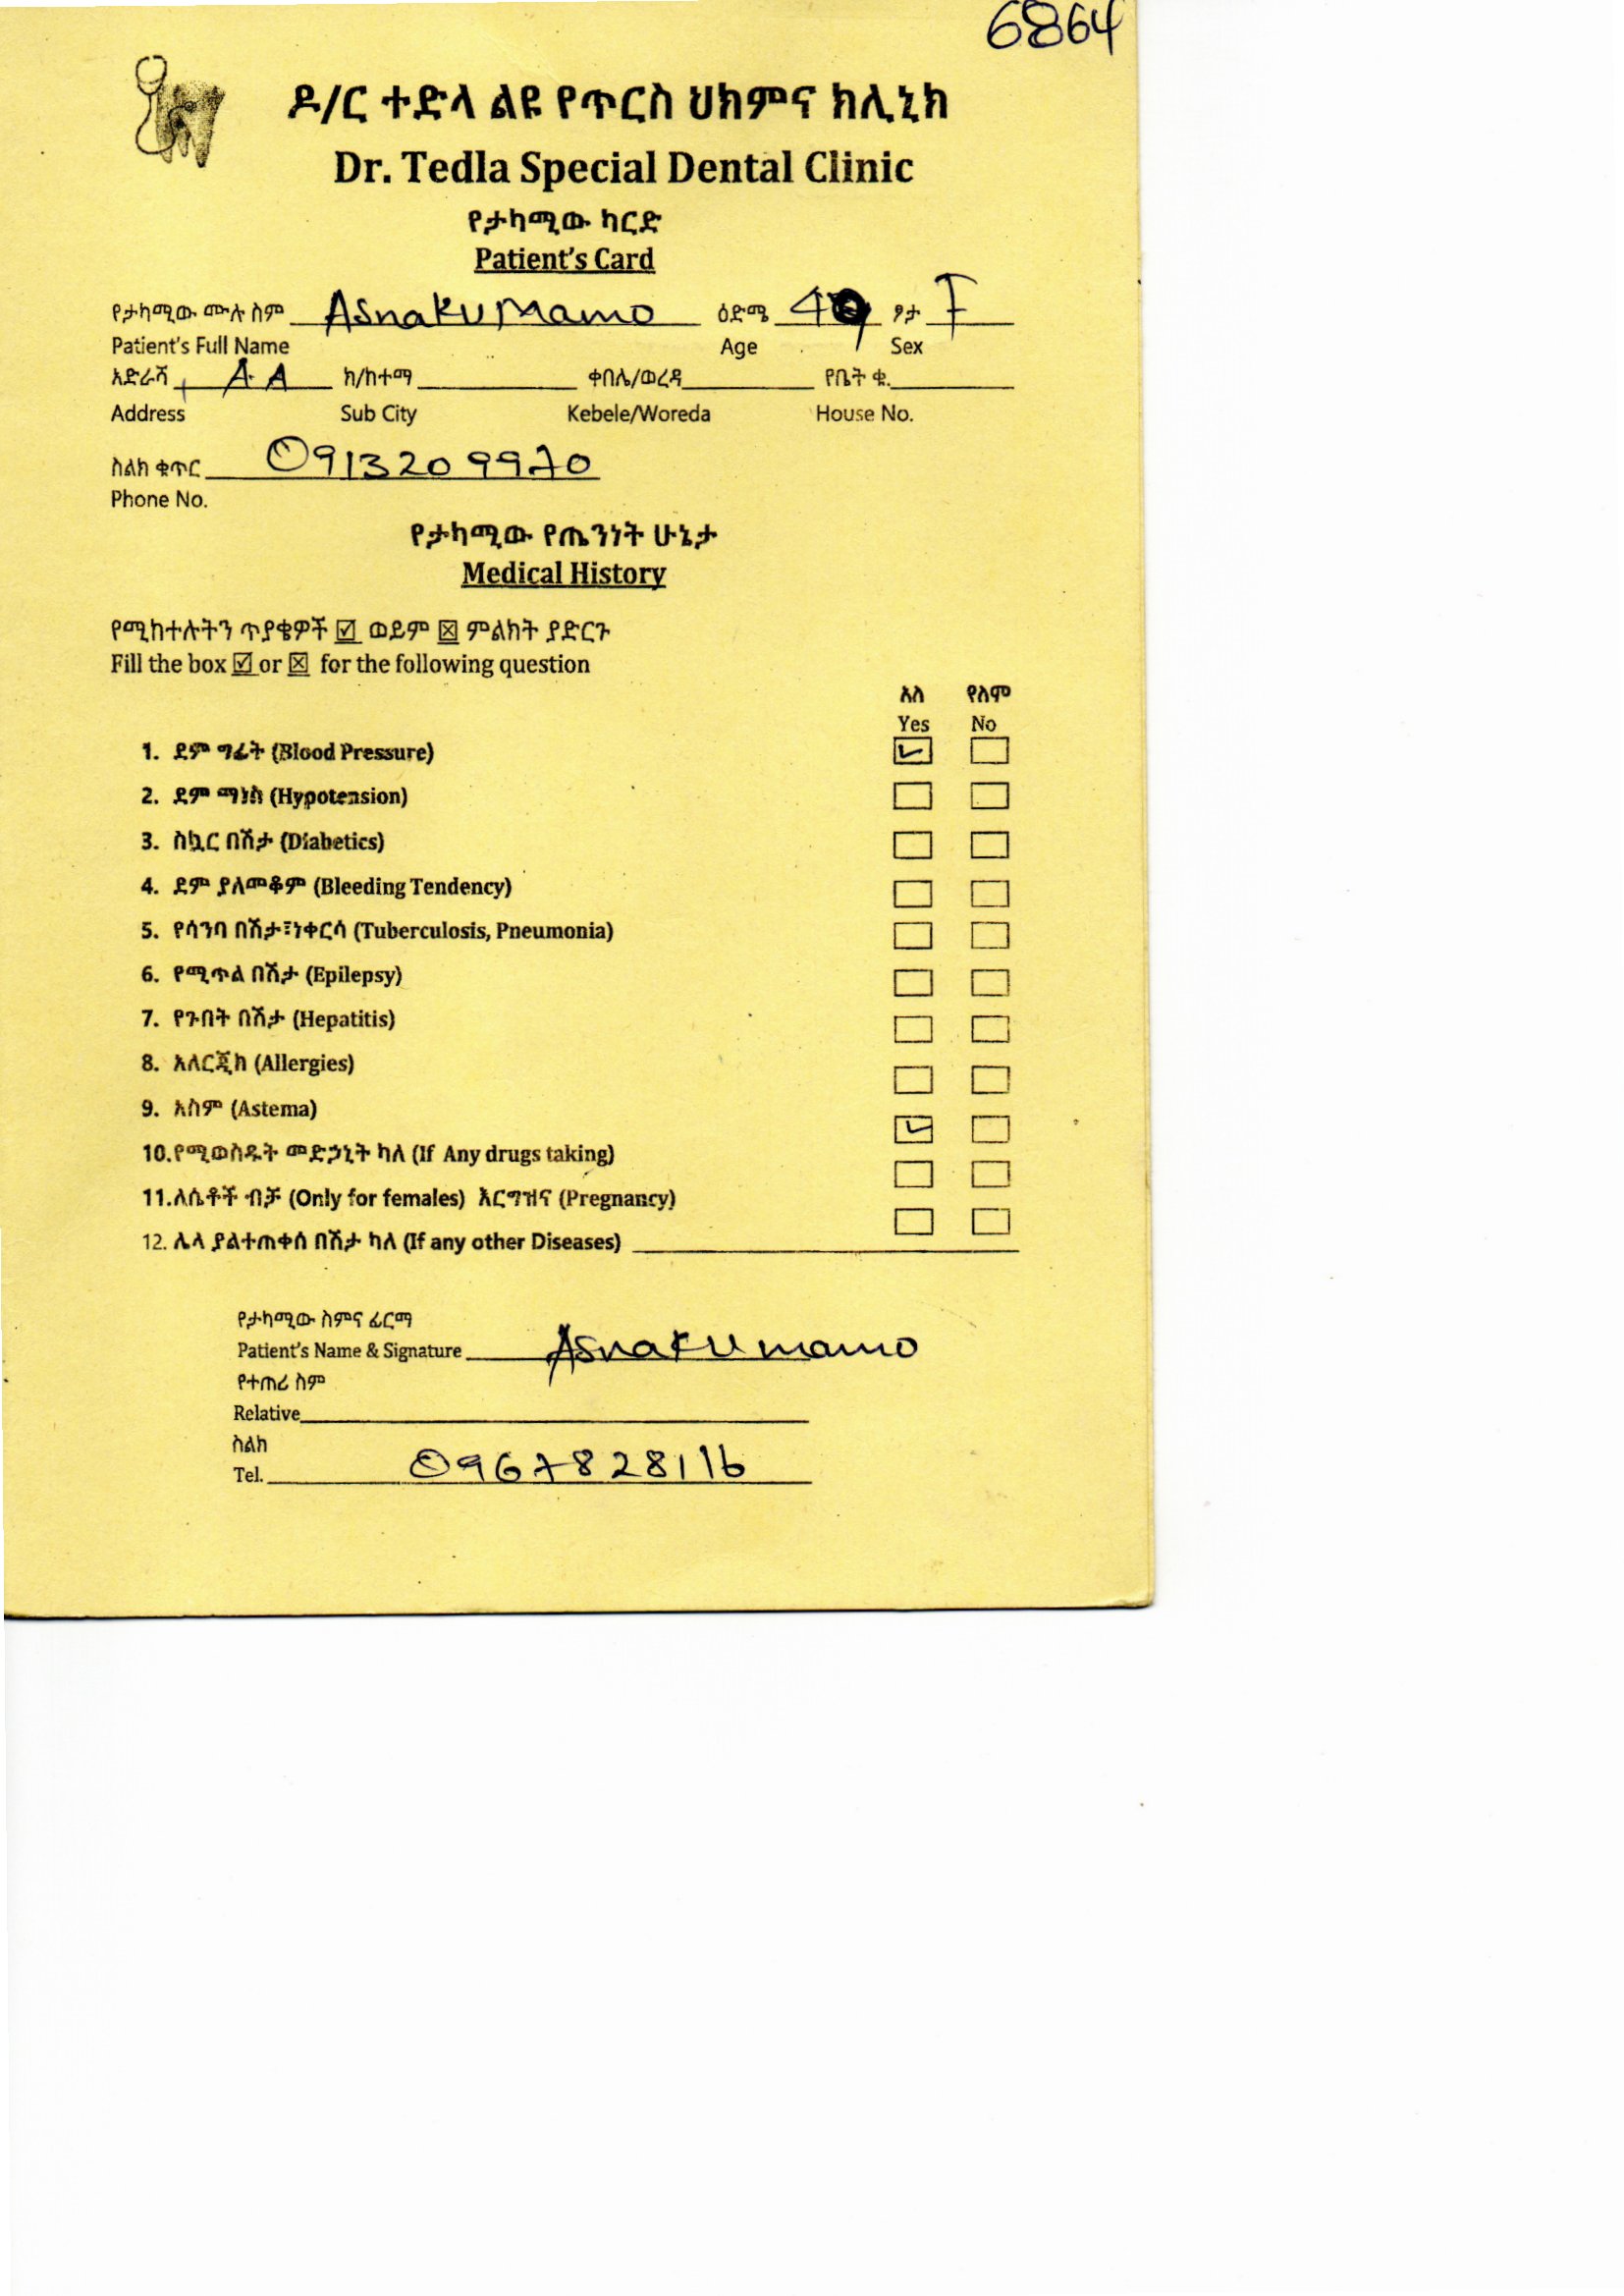 6864
ዶ/ር ተድላ ልዩ የጥርስ ህክምና ክሊኒክ
Dr. Tedla Special Dental Clinic
የታካሚው ካርድ
Patient's Card
የታካሚው ሙሉ ስም Asnaku Mamo ዕድሜ ፆታ F
Patient's Full Name Age Sex
አድራሻ AA ክ/ከተማ ቀበሌ/ወረዳ የቤት ቁ.
Address Sub City Kebele/Woreda House No.
ስልክ ቁጥር 0913209970
Phone No.
የታካሚው የጤንነት ሁኔታ
Medical History
የሚከተሉትን ጥያቄዎች ☑ ወይም ☒ ምልክት ያድርጉ
Fill the box ☑ or ☒ for the following question
አለ የለም
Yes No
1. ደም ግፊት (Blood Pressure) ☑ ☐
2. ደም ማነስ (Hypotension) ☐ ☐
3. ስኳር በሽታ (Diabetics) ☐ ☐
4. ደም ያለመቆም (Bleeding Tendency) ☐ ☐
5. የሳንባ በሽታ፣ነቀርሳ (Tuberculosis, Pneumonia) ☐ ☐
6. የሚጥል በሽታ (Epilepsy) ☐ ☐
7. የጉበት በሽታ (Hepatitis) ☐ ☐
8. አለርጂክ (Allergies) ☐ ☐
9. አስም (Astema) ☑ ☐
10.የሚወስዱት መድኃኒት ካለ (If Any drugs taking) ☐ ☐
11.ለሴቶች ብቻ (Only for females) እርግዝና (Pregnancy) ☐ ☐
12. ሌላ ያልተጠቀሰ በሽታ ካለ (If any other Diseases)
የታካሚው ስምና ፊርማ
Patient's Name & Signature Asnaku mamo
የተጠሪ ስም
Relative
ስልክ
Tel. 0967828116